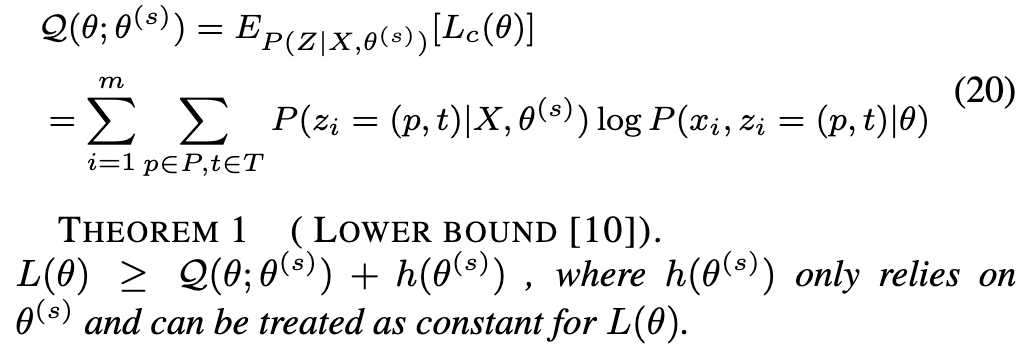 𝒬(θ; θ^(s)) = E_{P(Z|X,θ^(s))}[L_c(θ)]
= ∑_{i=1}^{m} ∑_{p∈P,t∈T} P(z_i = (p, t)|X, θ^(s)) log P(x_i, z_i = (p, t)|θ) (20)
THEOREM 1 ( LOWER BOUND [10]).
L(θ) ≥ 𝒬(θ; θ^(s)) + h(θ^(s)) , where h(θ^(s)) only relies on
θ^(s) and can be treated as constant for L(θ).